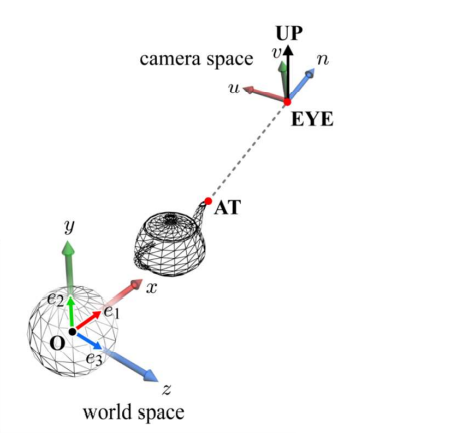 UP
camera space
v
n
u
EYE
AT
y
x
e₂
e₁
O
e₃
z
world space